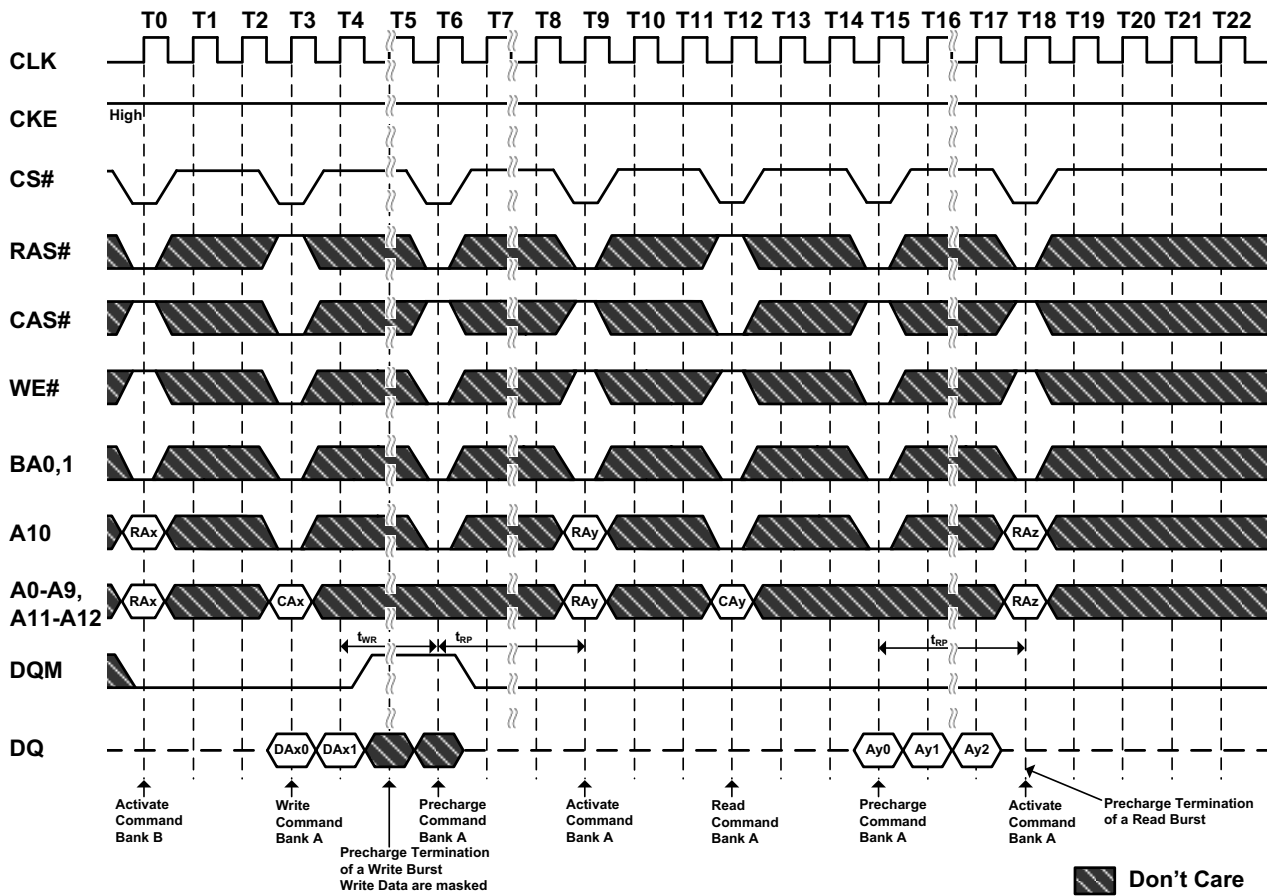 T0 T1 T2 T3 T4 T5 T6 T7 T8 T9 T10 T11 T12 T13 T14 T15 T16 T17 T18 T19 T20 T21 T22
CLK
CKE
High
CS#
RAS#
CAS#
WE#
BA0,1
A10 RAx RAy RAz
A0-A9,
A11-A12
RAx CAx RAy CAy RAz
tWR tRP tRP
DQM
DQ DAx0 DAx1 Ay0 Ay1 Ay2
Activate
Command
Bank B
Write
Command
Bank A
Precharge Termination
of a Write Burst
Write Data are masked
Precharge
Command
Bank A
Activate
Command
Bank A
Read
Command
Bank A
Precharge
Command
Bank A
Activate
Command
Bank A
Precharge Termination
of a Read Burst
Don't Care